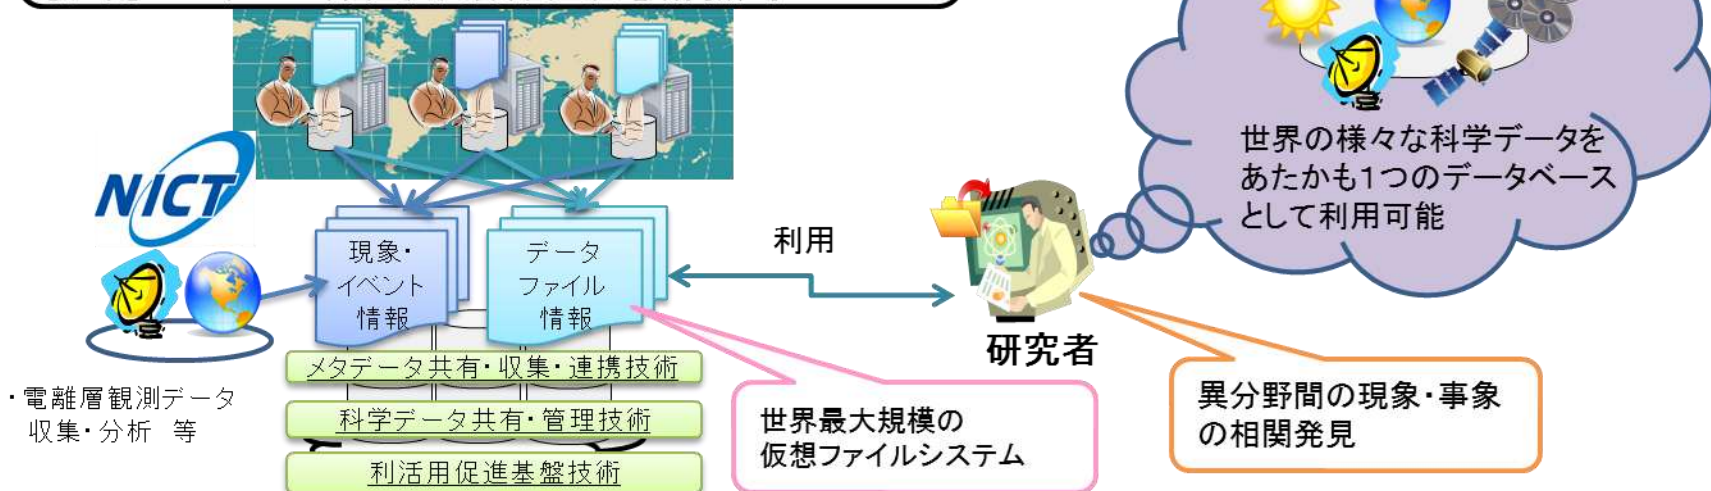 世界の様々な科学データを
あたかも1つのデータベース
として利用可能
NICT
現象・
イベント
情報
データ
ファイル
情報
利用
研究者
メタデータ共有・収集・連携技術
科学データ共有・管理技術
利活用促進基盤技術
・電離層観測データ
収集・分析 等
世界最大規模の
仮想ファイルシステム
異分野間の現象・事象
の相関発見